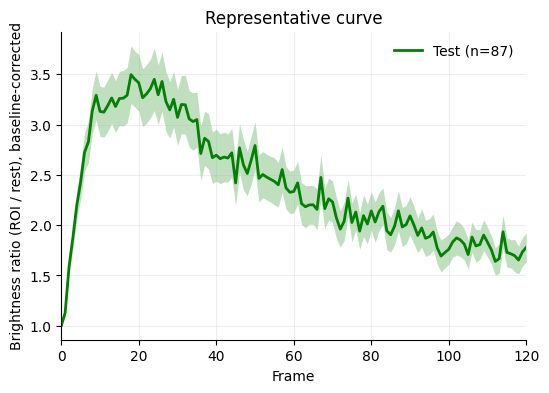 Representative curve
Test (n=87)
Brightness ratio (ROI / rest), baseline-corrected
3.5
3.0
2.5
2.0
1.5
1.0
0 20 40 60 80 100 120
Frame